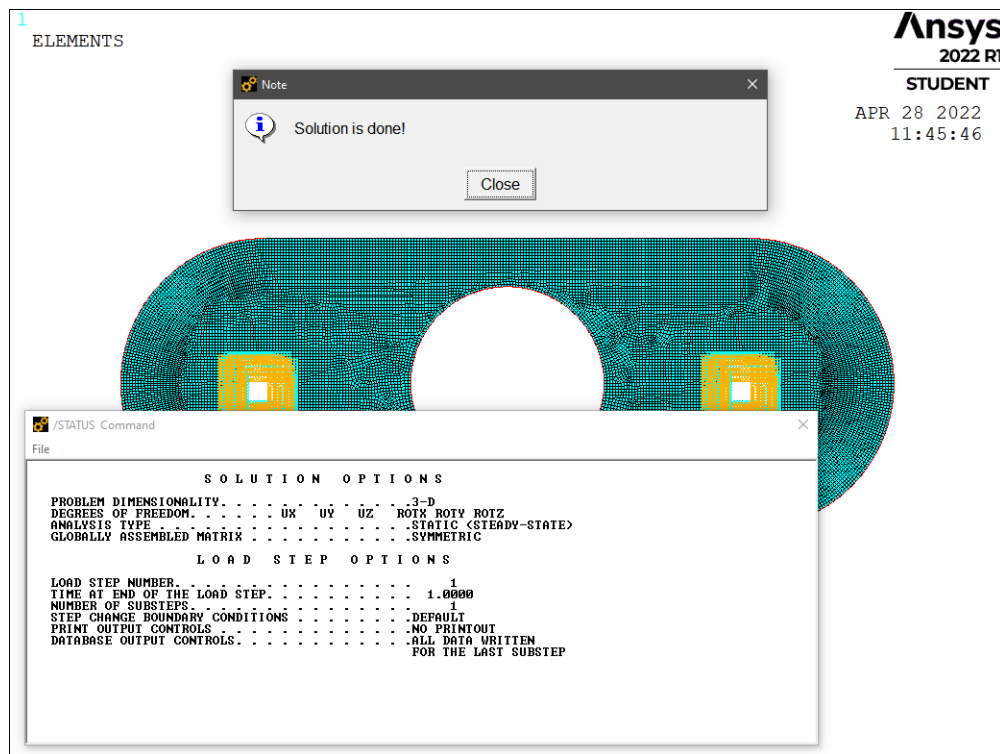 1
ELEMENTS
Ansys
2022 R1
STUDENT
APR 28 2022
11:45:46
Note
Solution is done!
Close
/STATUS Command
File
S O L U T I O N   O P T I O N S
PROBLEM DIMENSIONALITY. . . . . . . . . . . . .3-D
DEGREES OF FREEDOM. . . . . . UX   UY   UZ   ROTX ROTY ROTZ
ANALYSIS TYPE . . . . . . . . . . . . . . . . .STATIC (STEADY-STATE)
GLOBALLY ASSEMBLED MATRIX . . . . . . . . . . .SYMMETRIC
L O A D   S T E P   O P T I O N S
LOAD STEP NUMBER. . . . . . . . . . . . . . . .     1
TIME AT END OF THE LOAD STEP. . . . . . . . . .  1.0000
NUMBER OF SUBSTEPS. . . . . . . . . . . . . . .     1
STEP CHANGE BOUNDARY CONDITIONS . . . . . . . .DEFAULT
PRINT OUTPUT CONTROLS . . . . . . . . . . . . .NO PRINTOUT
DATABASE OUTPUT CONTROLS. . . . . . . . . . . .ALL DATA WRITTEN
FOR THE LAST SUBSTEP